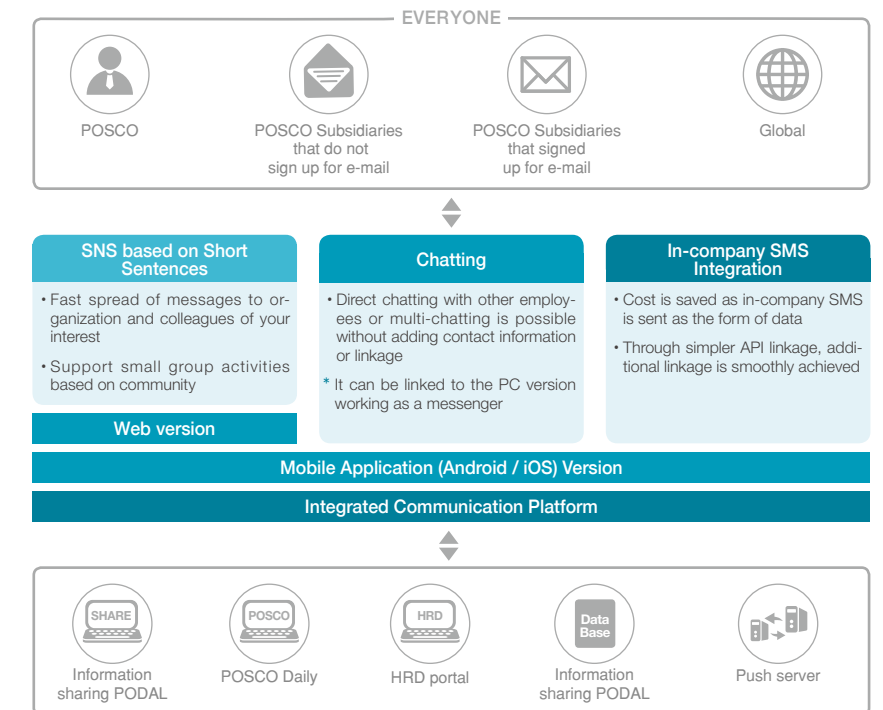 EVERYONE
POSCO
POSCO Subsidiaries
that do not
sign up for e-mail
POSCO Subsidiaries
that signed
up for e-mail
Global
SNS based on Short
Sentences
• Fast spread of messages to or-
ganization and colleagues of your
interest
• Support small group activities
based on community
Web version
Chatting
• Direct chatting with other employ-
ees or multi-chatting is possible
without adding contact information
or linkage
* It can be linked to the PC version
working as a messenger
In-company SMS
Integration
• Cost is saved as in-company SMS
is sent as the form of data
• Through simpler API linkage, addi-
tional linkage is smoothly achieved
Mobile Application (Android / iOS) Version
Integrated Communication Platform
SHARE
Information
sharing PODAL
POSCO
POSCO Daily
HRD
HRD portal
Data
Base
Information
sharing PODAL
Push server